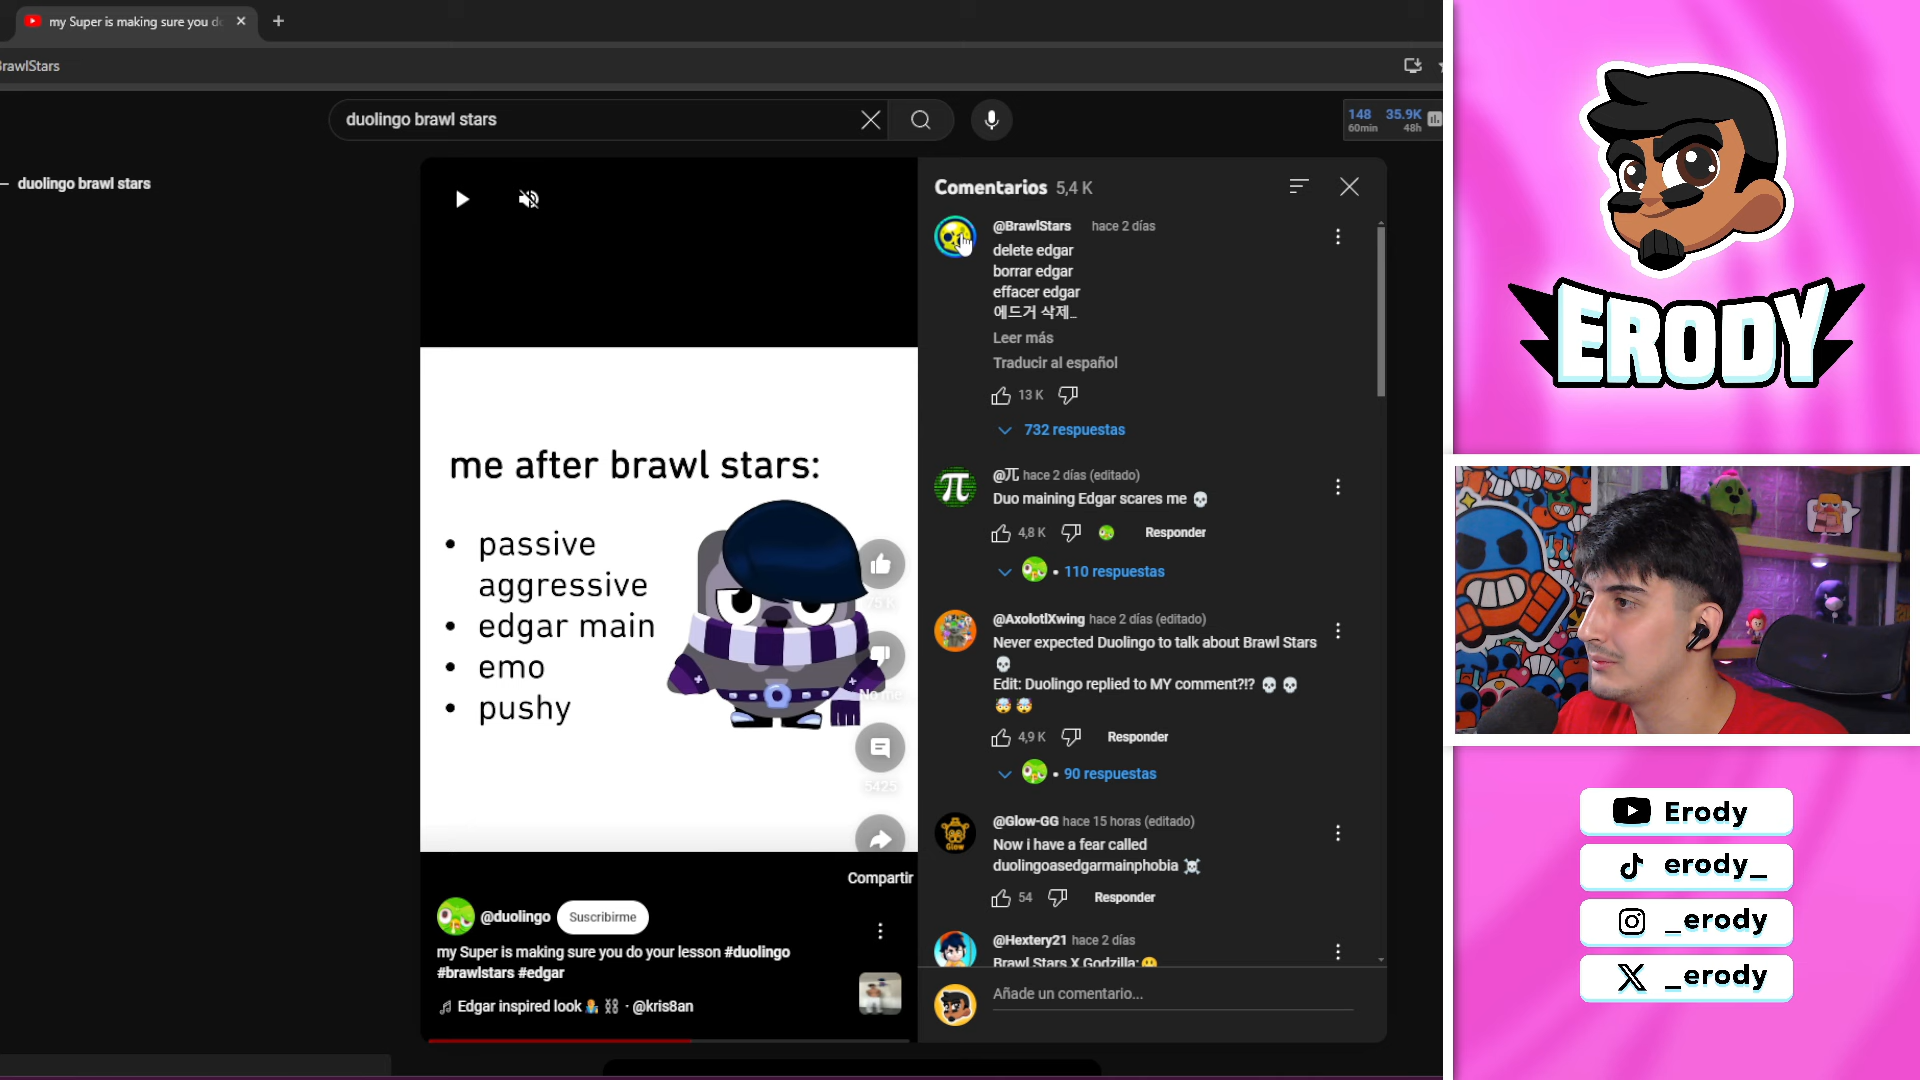 my Super is making sure you do
rawlStars
duolingo brawl stars
148 35.9K
60min 48h
duolingo brawl stars
me after brawl stars:
• passive
aggressive
• edgar main
• emo
• pushy
75 K
No me
5425
Compartir
@duolingo Suscribirme
my Super is making sure you do your lesson #duolingo
#brawlstars #edgar
Edgar inspired look · @kris8an
Comentarios 5,4 K
@BrawlStars hace 2 días
delete edgar
borrar edgar
effacer edgar
에드거 삭제...
Leer más
Traducir al español
13 K
732 respuestas
π
@兀 hace 2 días (editado)
Duo maining Edgar scares me 💀
4,8 K Responder
• 110 respuestas
@AxolotlXwing hace 2 días (editado)
Never expected Duolingo to talk about Brawl Stars
💀
Edit: Duolingo replied to MY comment?!? 💀 💀
🤯 🤯
4,9 K Responder
• 90 respuestas
Glow
@Glow-GG hace 15 horas (editado)
Now i have a fear called
duolingoasedgarmainphobia ☠️
54 Responder
@Hextery21 hace 2 días
Brawl Stars X Godzilla:
Añade un comentario...
ERODY
Erody
erody_
_erody
_erody